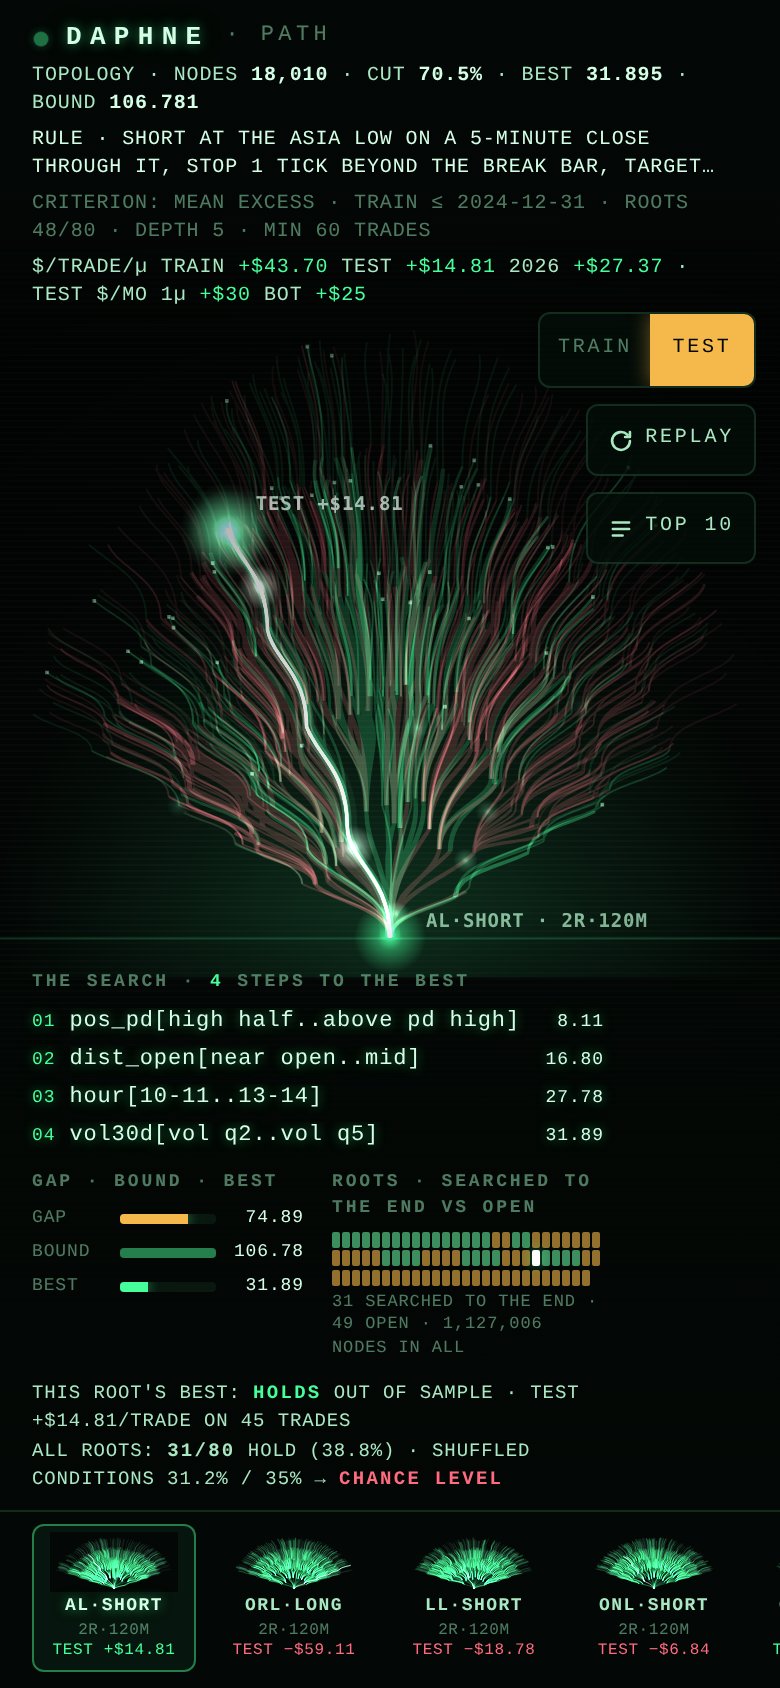 DAPHNE · PATH
TOPOLOGY · NODES 18,010 · CUT 70.5% · BEST 31.895 ·
BOUND 106.781
RULE · SHORT AT THE ASIA LOW ON A 5-MINUTE CLOSE
THROUGH IT, STOP 1 TICK BEYOND THE BREAK BAR, TARGET…
CRITERION: MEAN EXCESS · TRAIN ≤ 2024-12-31 · ROOTS
48/80 · DEPTH 5 · MIN 60 TRADES
$/TRADE/µ TRAIN +$43.70 TEST +$14.81 2026 +$27.37 ·
TEST $/MO 1µ +$30 BOT +$25
TRAIN TEST
REPLAY
TOP 10
TEST +$14.81
AL·SHORT · 2R·120M
THE SEARCH · 4 STEPS TO THE BEST
01 pos_pd[high half..above pd high] 8.11
02 dist_open[near open..mid] 16.80
03 hour[10-11..13-14] 27.78
04 vol30d[vol q2..vol q5] 31.89
GAP · BOUND · BEST
GAP 74.89
BOUND 106.78
BEST 31.89
ROOTS · SEARCHED TO
THE END VS OPEN
31 SEARCHED TO THE END ·
49 OPEN · 1,127,006
NODES IN ALL
THIS ROOT'S BEST: HOLDS OUT OF SAMPLE · TEST
+$14.81/TRADE ON 45 TRADES
ALL ROOTS: 31/80 HOLD (38.8%) · SHUFFLED
CONDITIONS 31.2% / 35% → CHANCE LEVEL
AL·SHORT
2R·120M
TEST +$14.81
ORL·LONG
2R·120M
TEST −$59.11
LL·SHORT
2R·120M
TEST −$18.78
ONL·SHORT
2R·120M
TEST −$6.84